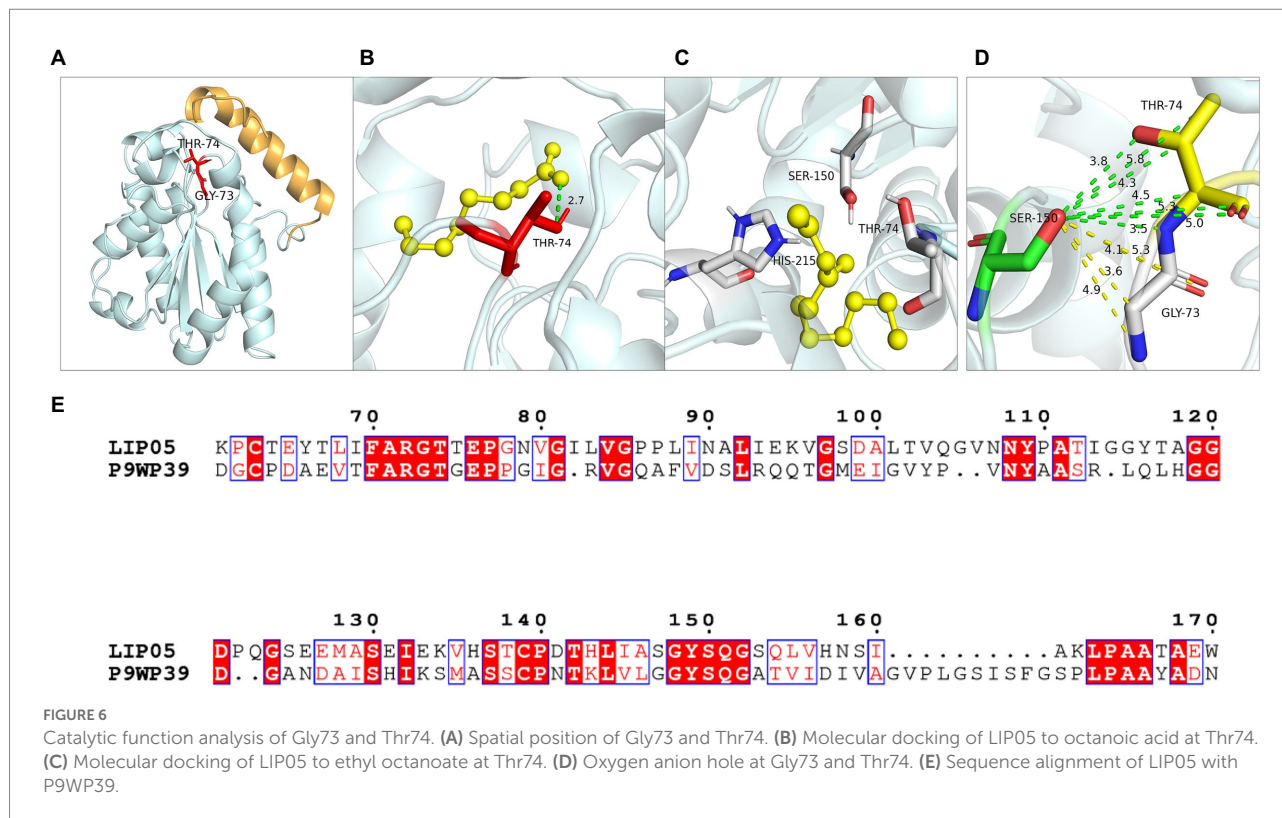 A
B
C
D
THR-74
GLY-73
2.7
THR-74
SER-150
THR-74
HIS-215
THR-74
3.8
5.8
4.3
4.5
SER-150
5.3
3.5
5.0
4.1
5.3
3.6
4.9
GLY-73
E
70 80 90 100 110 120
LIP05 KPCTEYTLIFARGTTEPGNVGILVGPPLINALIEKVGSDALTVQGVNNYPATIGGYTAGG
P9WP39 DGCPDAEVTFARGTGEPPGIG.RVGQAFVDSLRQQTGMEIGVYP..VNYAASR.LQLHGG
130 140 150 160 170
LIP05 DPQGSEEMASEIEKVHSTCPDTHLIASGYSQGSQLVHNSI..........AKLPAATAEW
P9WP39 D..GANDAISHIKSMASSCPNTKLVLGGYSQGATVIDIVAGVPLGSISFGSPLPAAYADN
FIGURE 6
Catalytic function analysis of Gly73 and Thr74. (A) Spatial position of Gly73 and Thr74. (B) Molecular docking of LIP05 to octanoic acid at Thr74.
(C) Molecular docking of LIP05 to ethyl octanoate at Thr74. (D) Oxygen anion hole at Gly73 and Thr74. (E) Sequence alignment of LIP05 with
P9WP39.